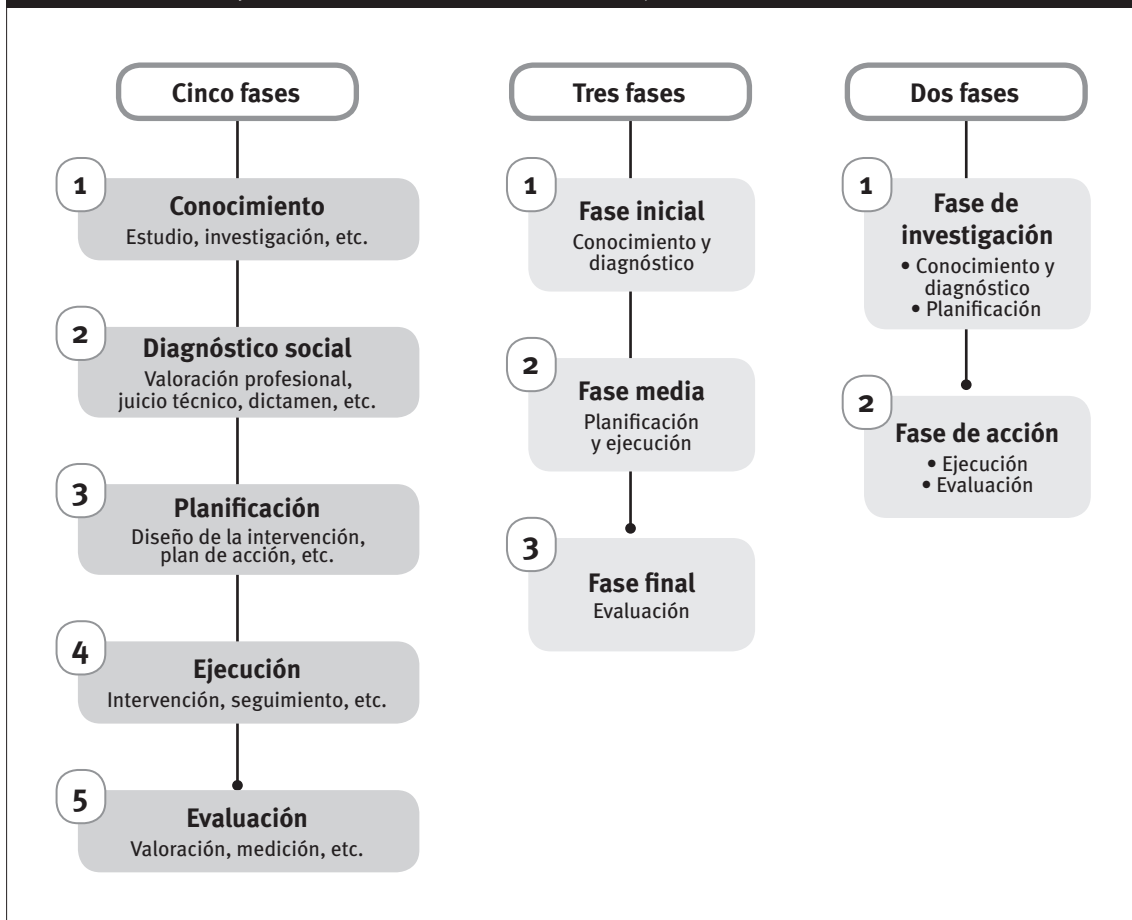 Cinco fases
1
Conocimiento
Estudio, investigación, etc.
2
Diagnóstico social
Valoración profesional,
juicio técnico, dictamen, etc.
3
Planificación
Diseño de la intervención,
plan de acción, etc.
4
Ejecución
Intervención, seguimiento, etc.
5
Evaluación
Valoración, medición, etc.
Tres fases
1
Fase inicial
Conocimiento y
diagnóstico
2
Fase media
Planificación
y ejecución
3
Fase final
Evaluación
Dos fases
1
Fase de
investigación
• Conocimiento y
diagnóstico
• Planificación
2
Fase de acción
• Ejecución
• Evaluación